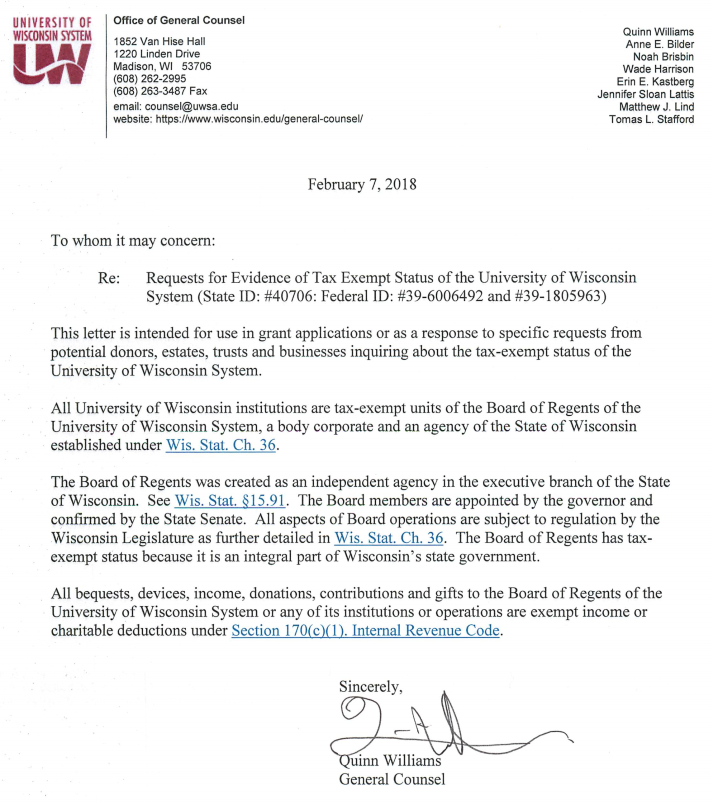 UNIVERSITY OF
WISCONSIN SYSTEM
UW
Office of General Counsel
1852 Van Hise Hall
1220 Linden Drive
Madison, WI 53706
(608) 262-2995
(608) 263-3487 Fax
email: counsel@uwsa.edu
website: https://www.wisconsin.edu/general-counsel/
Quinn Williams
Anne E. Bilder
Noah Brisbin
Wade Harrison
Erin E. Kastberg
Jennifer Sloan Lattis
Matthew J. Lind
Tomas L. Stafford
February 7, 2018
To whom it may concern:
Re: Requests for Evidence of Tax Exempt Status of the University of Wisconsin
System (State ID: #40706: Federal ID: #39-6006492 and #39-1805963)
This letter is intended for use in grant applications or as a response to specific requests from
potential donors, estates, trusts and businesses inquiring about the tax-exempt status of the
University of Wisconsin System.
All University of Wisconsin institutions are tax-exempt units of the Board of Regents of the
University of Wisconsin System, a body corporate and an agency of the State of Wisconsin
established under Wis. Stat. Ch. 36.
The Board of Regents was created as an independent agency in the executive branch of the State
of Wisconsin. See Wis. Stat. §15.91. The Board members are appointed by the governor and
confirmed by the State Senate. All aspects of Board operations are subject to regulation by the
Wisconsin Legislature as further detailed in Wis. Stat. Ch. 36. The Board of Regents has tax-
exempt status because it is an integral part of Wisconsin's state government.
All bequests, devices, income, donations, contributions and gifts to the Board of Regents of the
University of Wisconsin System or any of its institutions or operations are exempt income or
charitable deductions under Section 170(c)(1). Internal Revenue Code.
Sincerely,
Quinn Williams
General Counsel